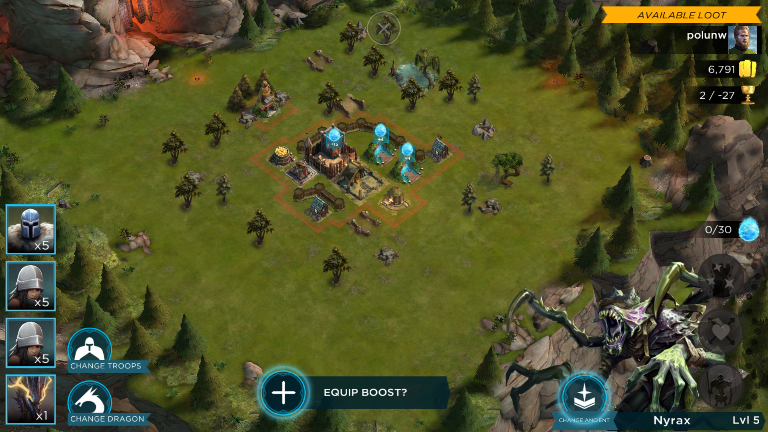 AVAILABLE LOOT
polunw
6,791
2 / -27
0/30
x5
x5
x5
x1
CHANGE TROOPS
CHANGE DRAGON
EQUIP BOOST?
CHANGE ANCIENT
Nyrax
Lvl 5